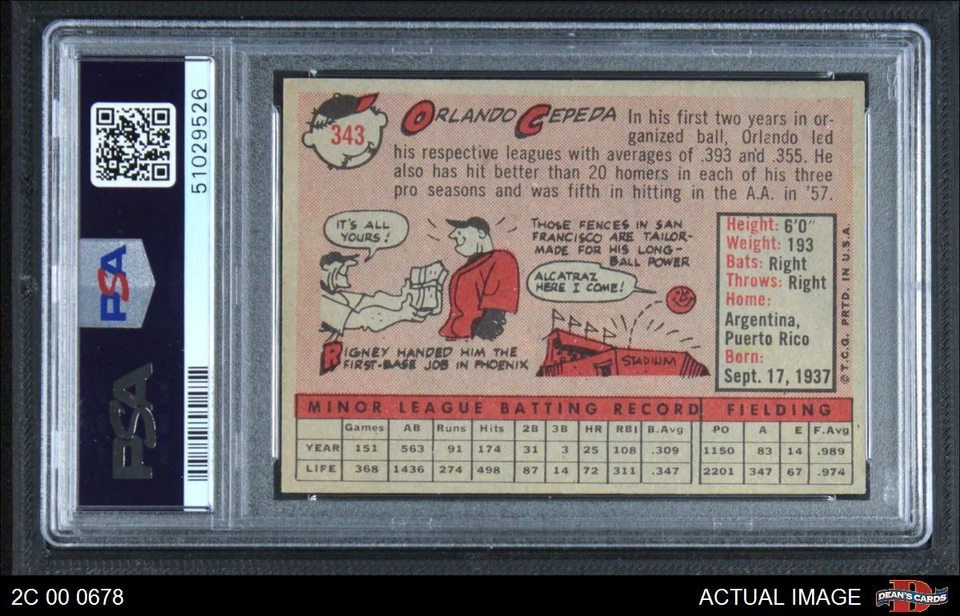 51029526
PSA
PSA
343
ORLANDO CEPEDA
In his first two years in or-
ganized ball, Orlando led
his respective leagues with averages of .393 and .355. He
also has hit better than 20 homers in each of his three
pro seasons and was fifth in hitting in the A.A. in '57.
IT'S ALL
YOURS!
RIGNEY HANDED HIM THE
FIRST-BASE JOB IN PHOENIX
THOSE FENCES IN SAN
FRANCISCO ARE TAILOR-
MADE FOR HIS LONG-
BALL POWER
ALCATRAZ
HERE I COME!
STADIUM
Height: 6'0"
Weight: 193
Bats: Right
Throws: Right
Home:
Argentina,
Puerto Rico
Born:
Sept. 17, 1937
© T.C.G. PRTD. IN U.S.A.
MINOR LEAGUE BATTING RECORD FIELDING
Games AB Runs Hits 2B 3B HR RBI B.Avg PO A E F.Avg
YEAR 151 563 91 174 31 3 25 108 .309 1150 83 14 .989
LIFE 368 1436 274 498 87 14 72 311 .347 2201 347 67 .974
2C 00 0678
ACTUAL IMAGE
DEAN'S CARDS